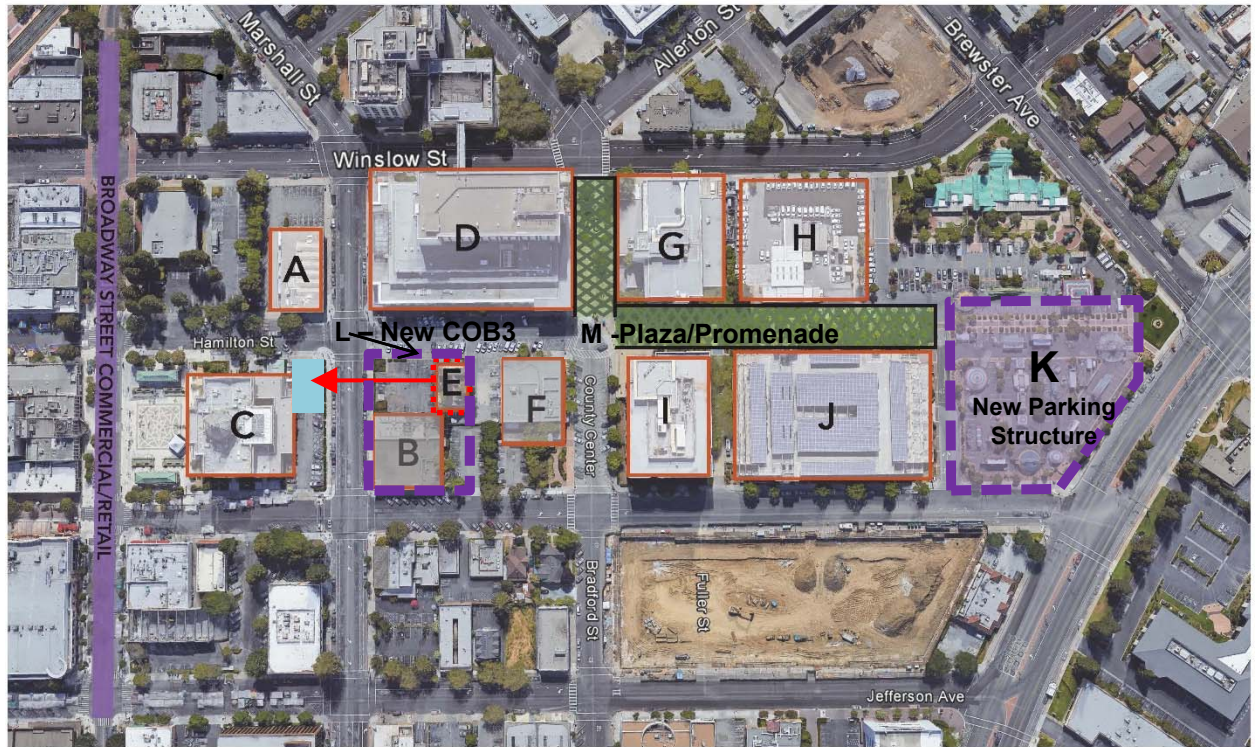 Marshall St
Allerton St
Brewster Ave
Winslow St
BROADWAY STREET COMMERCIAL/RETAIL
A
D
G
H
L – New COB3
M -Plaza/Promenade
Hamilton St
K
New Parking
Structure
C
E
B
F
County Center
I
J
Bradford St
Fuller St
Jefferson Ave